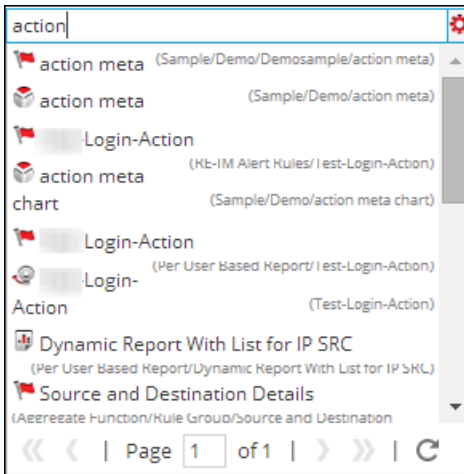 action
action meta (Sample/Demo/Demosample/action meta)
action meta (Sample/Demo/action meta)
-Login-Action
(RE-IM Alert Rules/Test-Login-Action)
action meta
chart (Sample/Demo/action meta chart)
Login-Action
(Per User Based Report/Test-Login-Action)
-Login-
Action (Test-Login-Action)
Dynamic Report With List for IP SRC
(Per User Based Report/Dynamic Report With List for IP SRC)
Source and Destination Details
(Aggregate Function/Rule Group/Source and Destination
| Page 1 of 1 | |